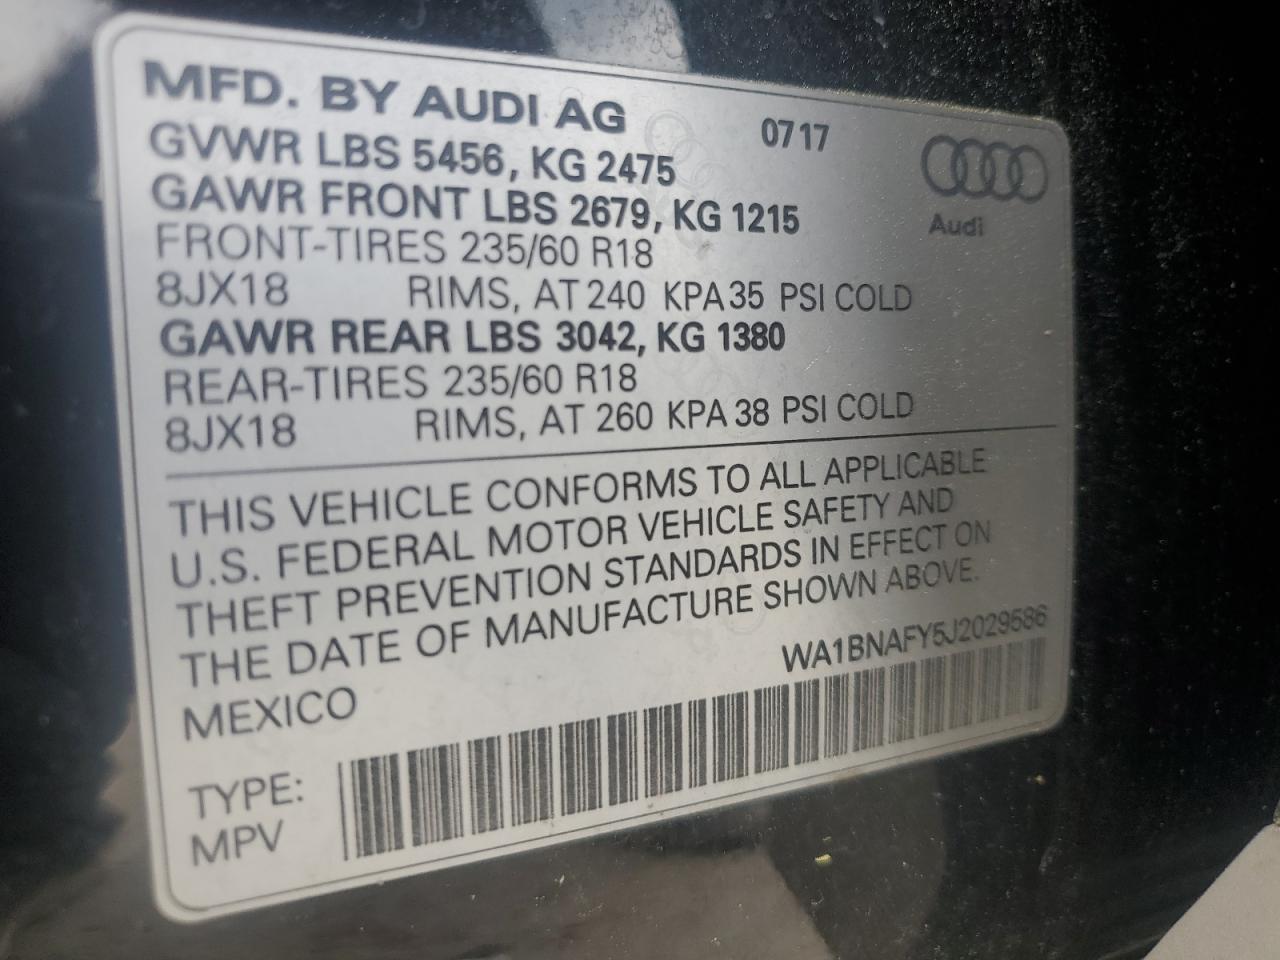 MFD. BY AUDI AG 0717
GVWR LBS 5456, KG 2475
GAWR FRONT LBS 2679, KG 1215
Audi
FRONT-TIRES 235/60 R18
8JX18 RIMS, AT 240 KPA 35 PSI COLD
GAWR REAR LBS 3042, KG 1380
REAR-TIRES 235/60 R18
8JX18 RIMS, AT 260 KPA 38 PSI COLD
THIS VEHICLE CONFORMS TO ALL APPLICABLE
U.S. FEDERAL MOTOR VEHICLE SAFETY AND
THEFT PREVENTION STANDARDS IN EFFECT ON
THE DATE OF MANUFACTURE SHOWN ABOVE.
WA1BNAFY5J2029586
MEXICO
TYPE:
MPV